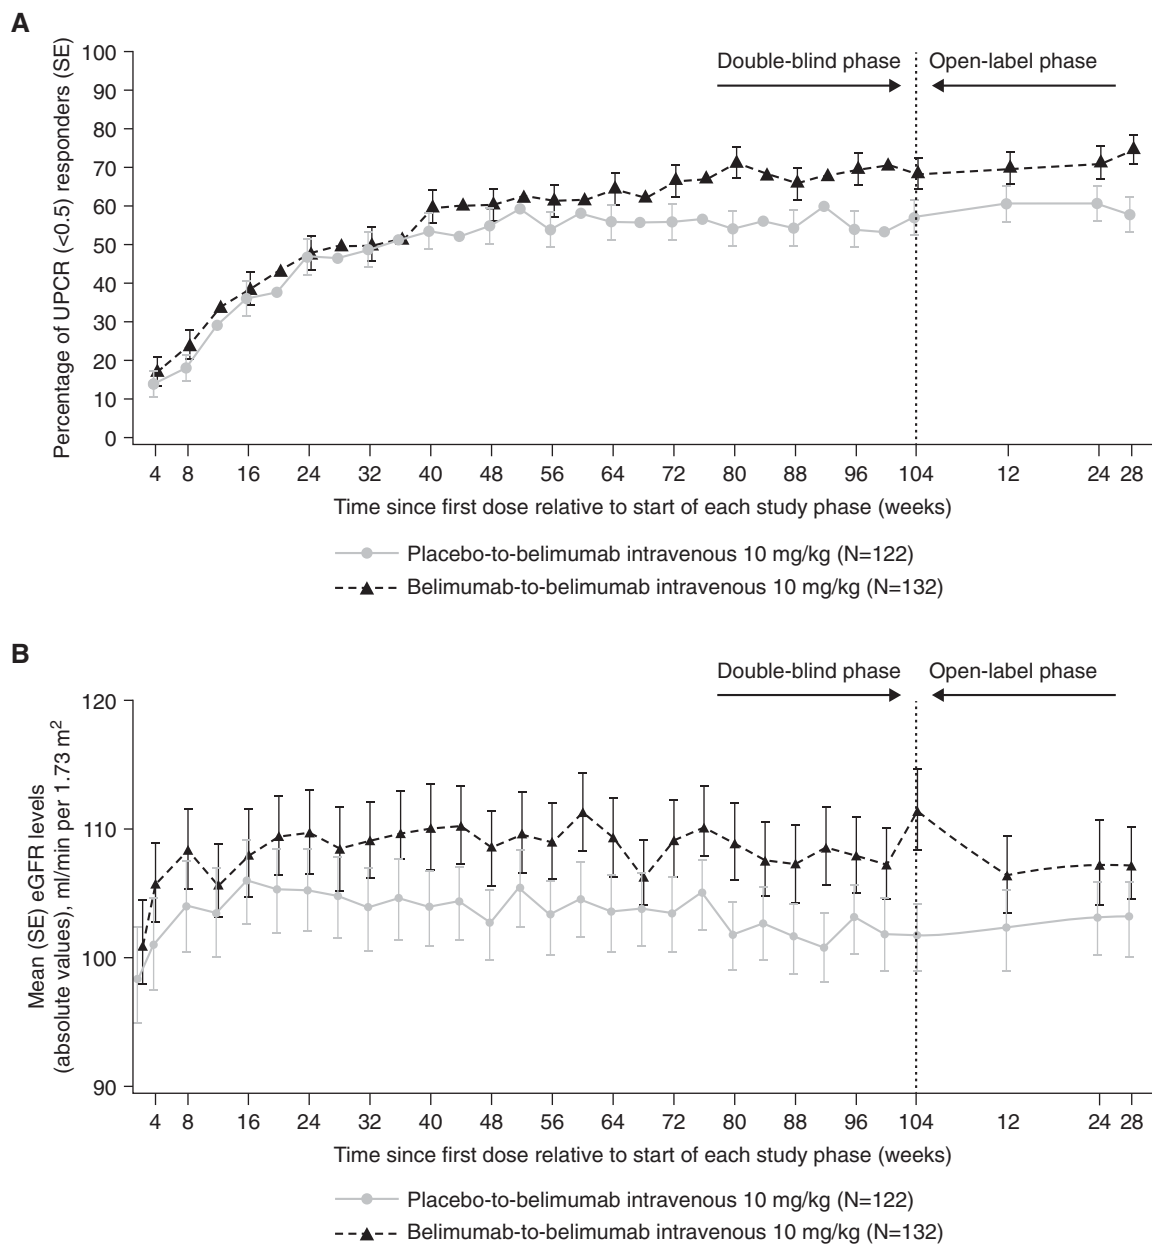 A
Percentage of UPCR (<0.5) responders (SE)
100
90
80
70
60
50
40
30
20
10
0
Double-blind phase
Open-label phase
4 8 16 24 32 40 48 56 64 72 80 88 96 104 12 24 28
Time since first dose relative to start of each study phase (weeks)
Placebo-to-belimumab intravenous 10 mg/kg (N=122)
Belimumab-to-belimumab intravenous 10 mg/kg (N=132)
B
Mean (SE) eGFR levels
(absolute values), ml/min per 1.73 m²
120
110
100
90
Double-blind phase
Open-label phase
4 8 16 24 32 40 48 56 64 72 80 88 96 104 12 24 28
Time since first dose relative to start of each study phase (weeks)
Placebo-to-belimumab intravenous 10 mg/kg (N=122)
Belimumab-to-belimumab intravenous 10 mg/kg (N=132)